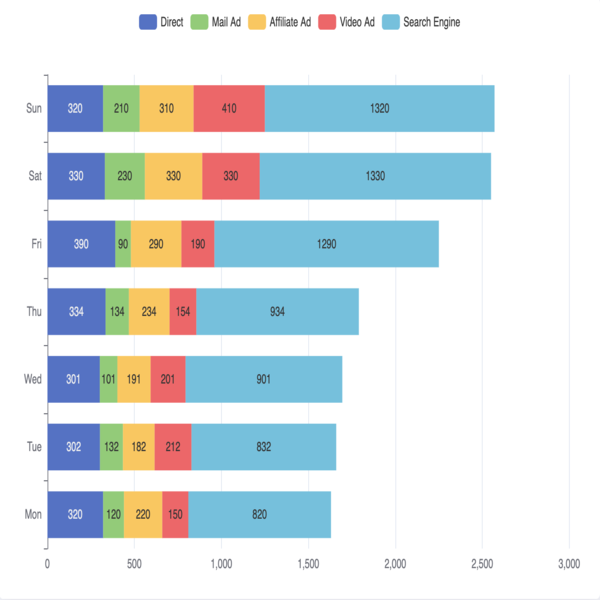 Direct Mail Ad Affiliate Ad Video Ad Search Engine
Sun 320 210 310 410 1320
Sat 330 230 330 330 1330
Fri 390 90 290 190 1290
Thu 334 134 234 154 934
Wed 301 101 191 201 901
Tue 302 132 182 212 832
Mon 320 120 220 150 820
0 500 1,000 1,500 2,000 2,500 3,000